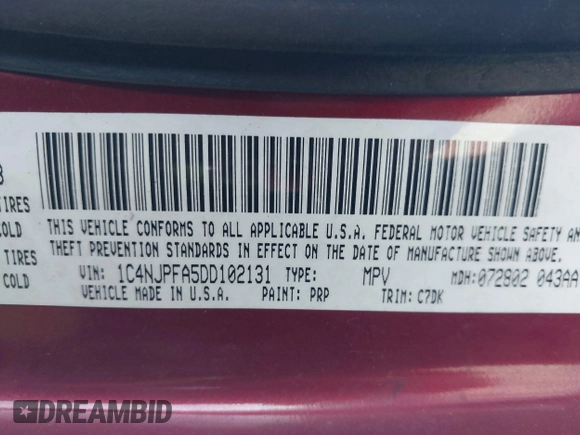 3
TIRES
COLD
TIRES
COLD
THIS VEHICLE CONFORMS TO ALL APPLICABLE U.S.A. FEDERAL MOTOR VEHICLE SAFETY AN
THEFT PREVENTION STANDARDS IN EFFECT ON THE DATE OF MANUFACTURE SHOWN ABOVE.
VIN: 1C4NJPFA5DD102131 TYPE: MPV MDH:072802 043AA
VEHICLE MADE IN U.S.A. PAINT: PRP TRIM: C7DK
DREAMBID